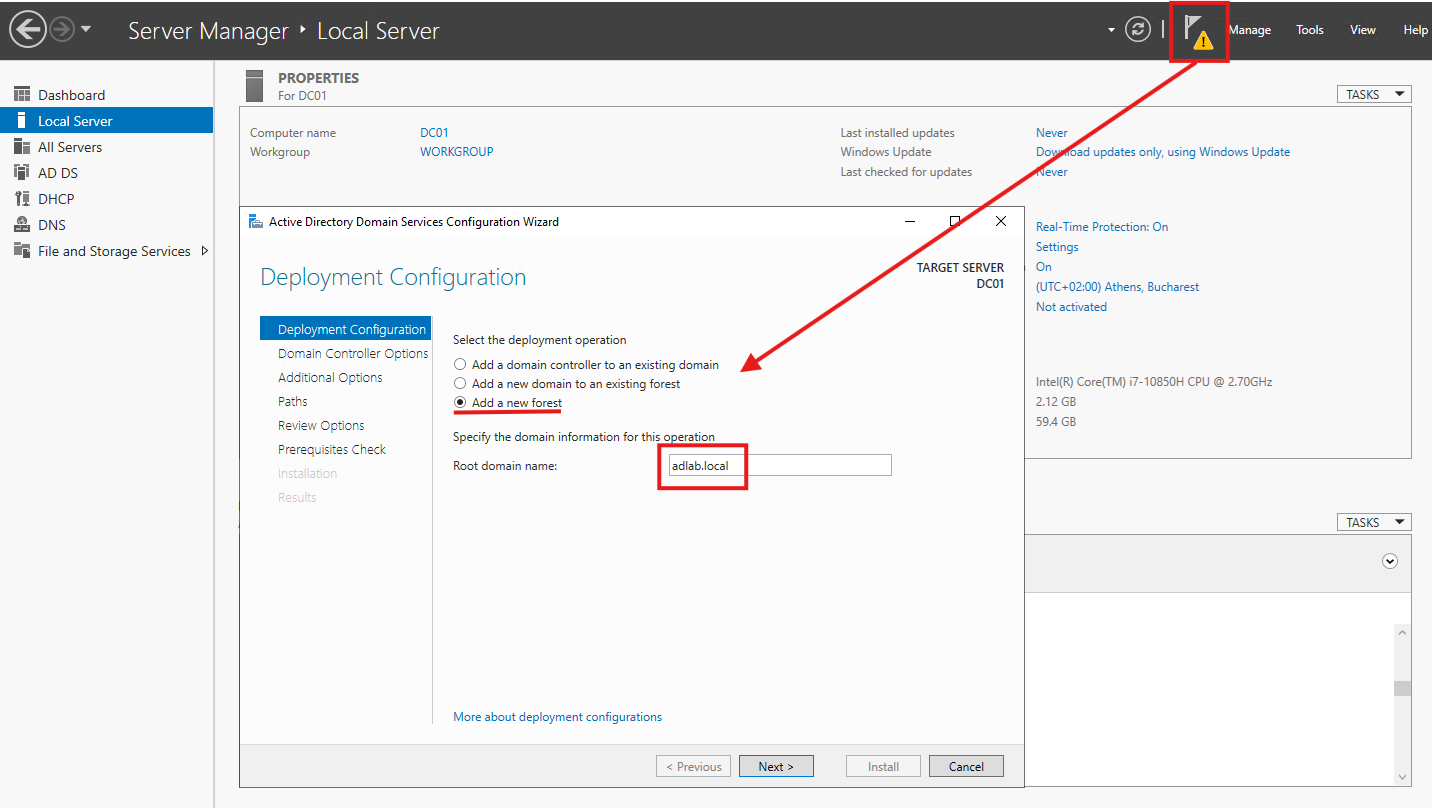 Server Manager ‣ Local Server
Manage Tools View Help
Dashboard
Local Server
All Servers
AD DS
DHCP
DNS
File and Storage Services
PROPERTIES
For DC01
TASKS
Computer name DC01
Workgroup WORKGROUP
Last installed updates Never
Windows Update Download updates only, using Windows Update
Last checked for updates Never
Real-Time Protection: On
Settings
On
(UTC+02:00) Athens, Bucharest
Not activated
Intel(R) Core(TM) i7-10850H CPU @ 2.70GHz
2.12 GB
59.4 GB
TASKS
Active Directory Domain Services Configuration Wizard
Deployment Configuration
TARGET SERVER
DC01
Deployment Configuration
Domain Controller Options
Additional Options
Paths
Review Options
Prerequisites Check
Installation
Results
Select the deployment operation
Add a domain controller to an existing domain
Add a new domain to an existing forest
Add a new forest
Specify the domain information for this operation
Root domain name: adlab.local
More about deployment configurations
< Previous Next > Install Cancel